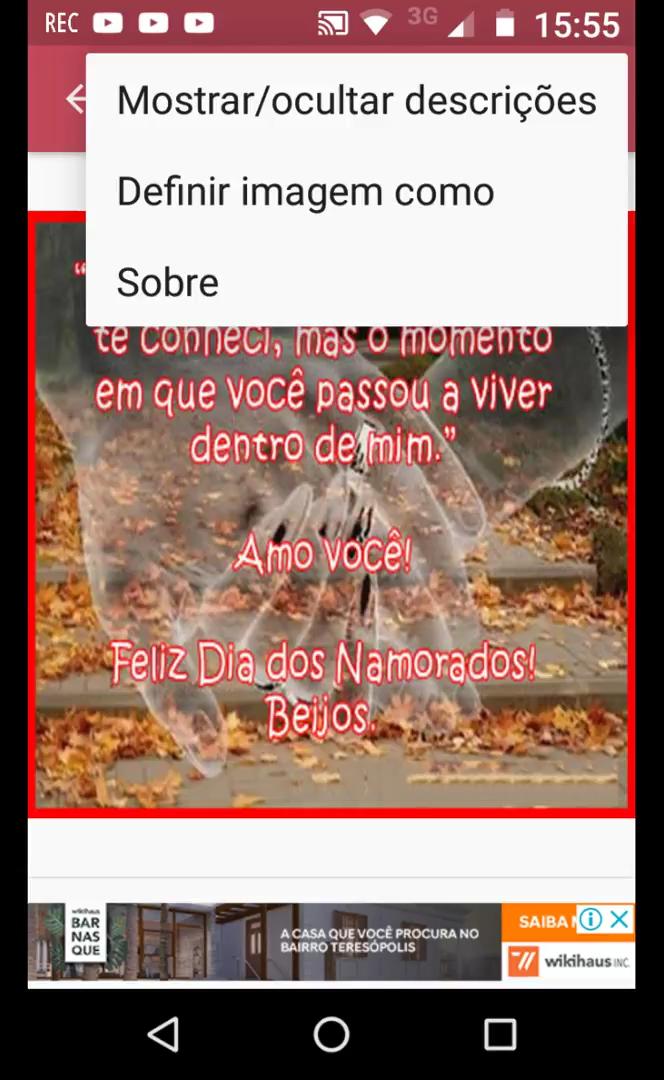 REC 3G 15:55
Mostrar/ocultar descrições
Definir imagem como
Sobre
“
te conheci, mas o momento
em que você passou a viver
dentro de mim.”
Amo você!
Feliz Dia dos Namorados!
Beijos.
wikihaus
BAR
NAS
QUE
A CASA QUE VOCÊ PROCURA NO
BAIRRO TERESÓPOLIS
SAIBA
wikihaus INC.